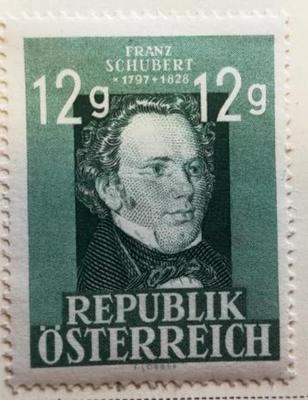 FRANZ
SCHUBERT
* 1797 + 1828
12g 12g
REPUBLIK
ÖSTERREICH